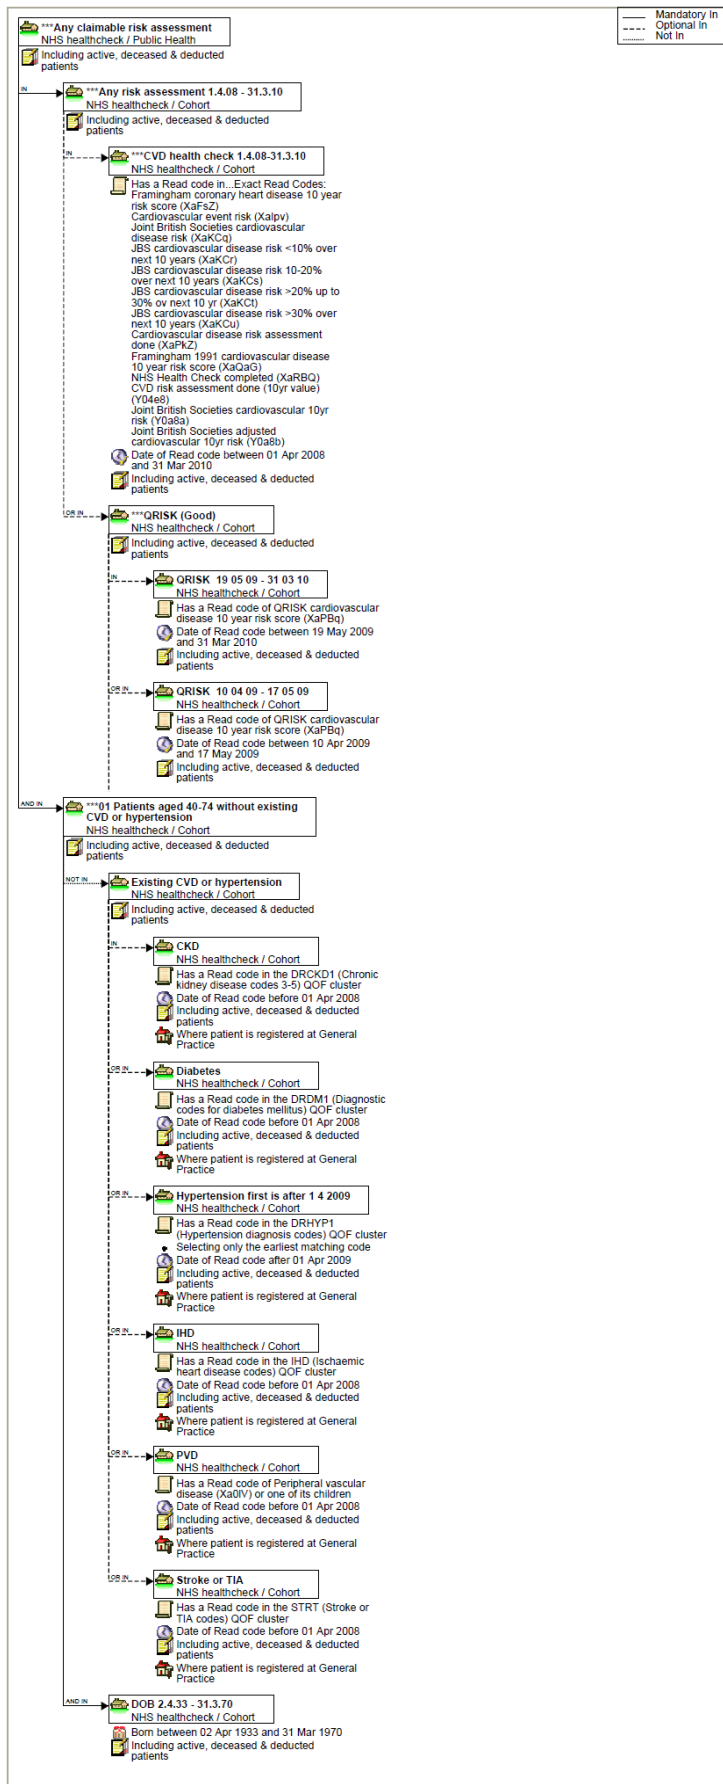 ***Any claimable risk assessment
NHS healthcheck / Public Health
Including active, deceased & deducted
patients
Mandatory In
Optional In
Not In
IN
***Any risk assessment 1.4.08 - 31.3.10
NHS healthcheck / Cohort
Including active, deceased & deducted
patients
IN
***CVD health check 1.4.08-31.3.10
NHS healthcheck / Cohort
Has a Read code in...Exact Read Codes:
Framingham coronary heart disease 10 year
risk score (XaFsZ)
Cardiovascular event risk (XaIpv)
Joint British Societies cardiovascular
disease risk (XaKCq)
JBS cardiovascular disease risk <10% over
next 10 years (XaKCr)
JBS cardiovascular disease risk 10-20%
over next 10 years (XaKCs)
JBS cardiovascular disease risk >20% up to
30% ov next 10 yr (XaKCt)
JBS cardiovascular disease risk >30% over
next 10 years (XaKCu)
Cardiovascular disease risk assessment
done (XaPkZ)
Framingham 1991 cardiovascular disease
10 year risk score (XaQaG)
NHS Health Check completed (XaRBQ)
CVD risk assessment done (10yr value)
(Y04e8)
Joint British Societies cardiovascular 10yr
risk (Y0a8a)
Joint British Societies adjusted
cardiovascular 10yr risk (Y0a8b)
Date of Read code between 01 Apr 2008
and 31 Mar 2010
Including active, deceased & deducted
patients
OR IN
***QRISK (Good)
NHS healthcheck / Cohort
Including active, deceased & deducted
patients
IN
QRISK 19 05 09 - 31 03 10
NHS healthcheck / Cohort
Has a Read code of QRISK cardiovascular
disease 10 year risk score (XaPBq)
Date of Read code between 19 May 2009
and 31 Mar 2010
Including active, deceased & deducted
patients
OR IN
QRISK 10 04 09 - 17 05 09
NHS healthcheck / Cohort
Has a Read code of QRISK cardiovascular
disease 10 year risk score (XaPBq)
Date of Read code between 10 Apr 2009
and 17 May 2009
Including active, deceased & deducted
patients
AND IN
***01 Patients aged 40-74 without existing
CVD or hypertension
NHS healthcheck / Cohort
Including active, deceased & deducted
patients
NOT IN
Existing CVD or hypertension
NHS healthcheck / Cohort
Including active, deceased & deducted
patients
IN
CKD
NHS healthcheck / Cohort
Has a Read code in the DRCKD1 (Chronic
kidney disease codes 3-5) QOF cluster
Date of Read code before 01 Apr 2008
Including active, deceased & deducted
patients
Where patient is registered at General
Practice
OR IN
Diabetes
NHS healthcheck / Cohort
Has a Read code in the DRDM1 (Diagnostic
codes for diabetes mellitus) QOF cluster
Date of Read code before 01 Apr 2008
Including active, deceased & deducted
patients
Where patient is registered at General
Practice
OR IN
Hypertension first is after 1 4 2009
NHS healthcheck / Cohort
Has a Read code in the DRHYP1
(Hypertension diagnosis codes) QOF cluster
Selecting only the earliest matching code
Date of Read code after 01 Apr 2009
Including active, deceased & deducted
patients
Where patient is registered at General
Practice
OR IN
IHD
NHS healthcheck / Cohort
Has a Read code in the IHD (Ischaemic
heart disease codes) QOF cluster
Date of Read code before 01 Apr 2008
Including active, deceased & deducted
patients
Where patient is registered at General
Practice
OR IN
PVD
NHS healthcheck / Cohort
Has a Read code of Peripheral vascular
disease (Xa0lV) or one of its children
Date of Read code before 01 Apr 2008
Including active, deceased & deducted
patients
Where patient is registered at General
Practice
OR IN
Stroke or TIA
NHS healthcheck / Cohort
Has a Read code in the STRT (Stroke or
TIA codes) QOF cluster
Date of Read code before 01 Apr 2008
Including active, deceased & deducted
patients
Where patient is registered at General
Practice
AND IN
DOB 2.4.33 - 31.3.70
NHS healthcheck / Cohort
Born between 02 Apr 1933 and 31 Mar 1970
Including active, deceased & deducted
patients